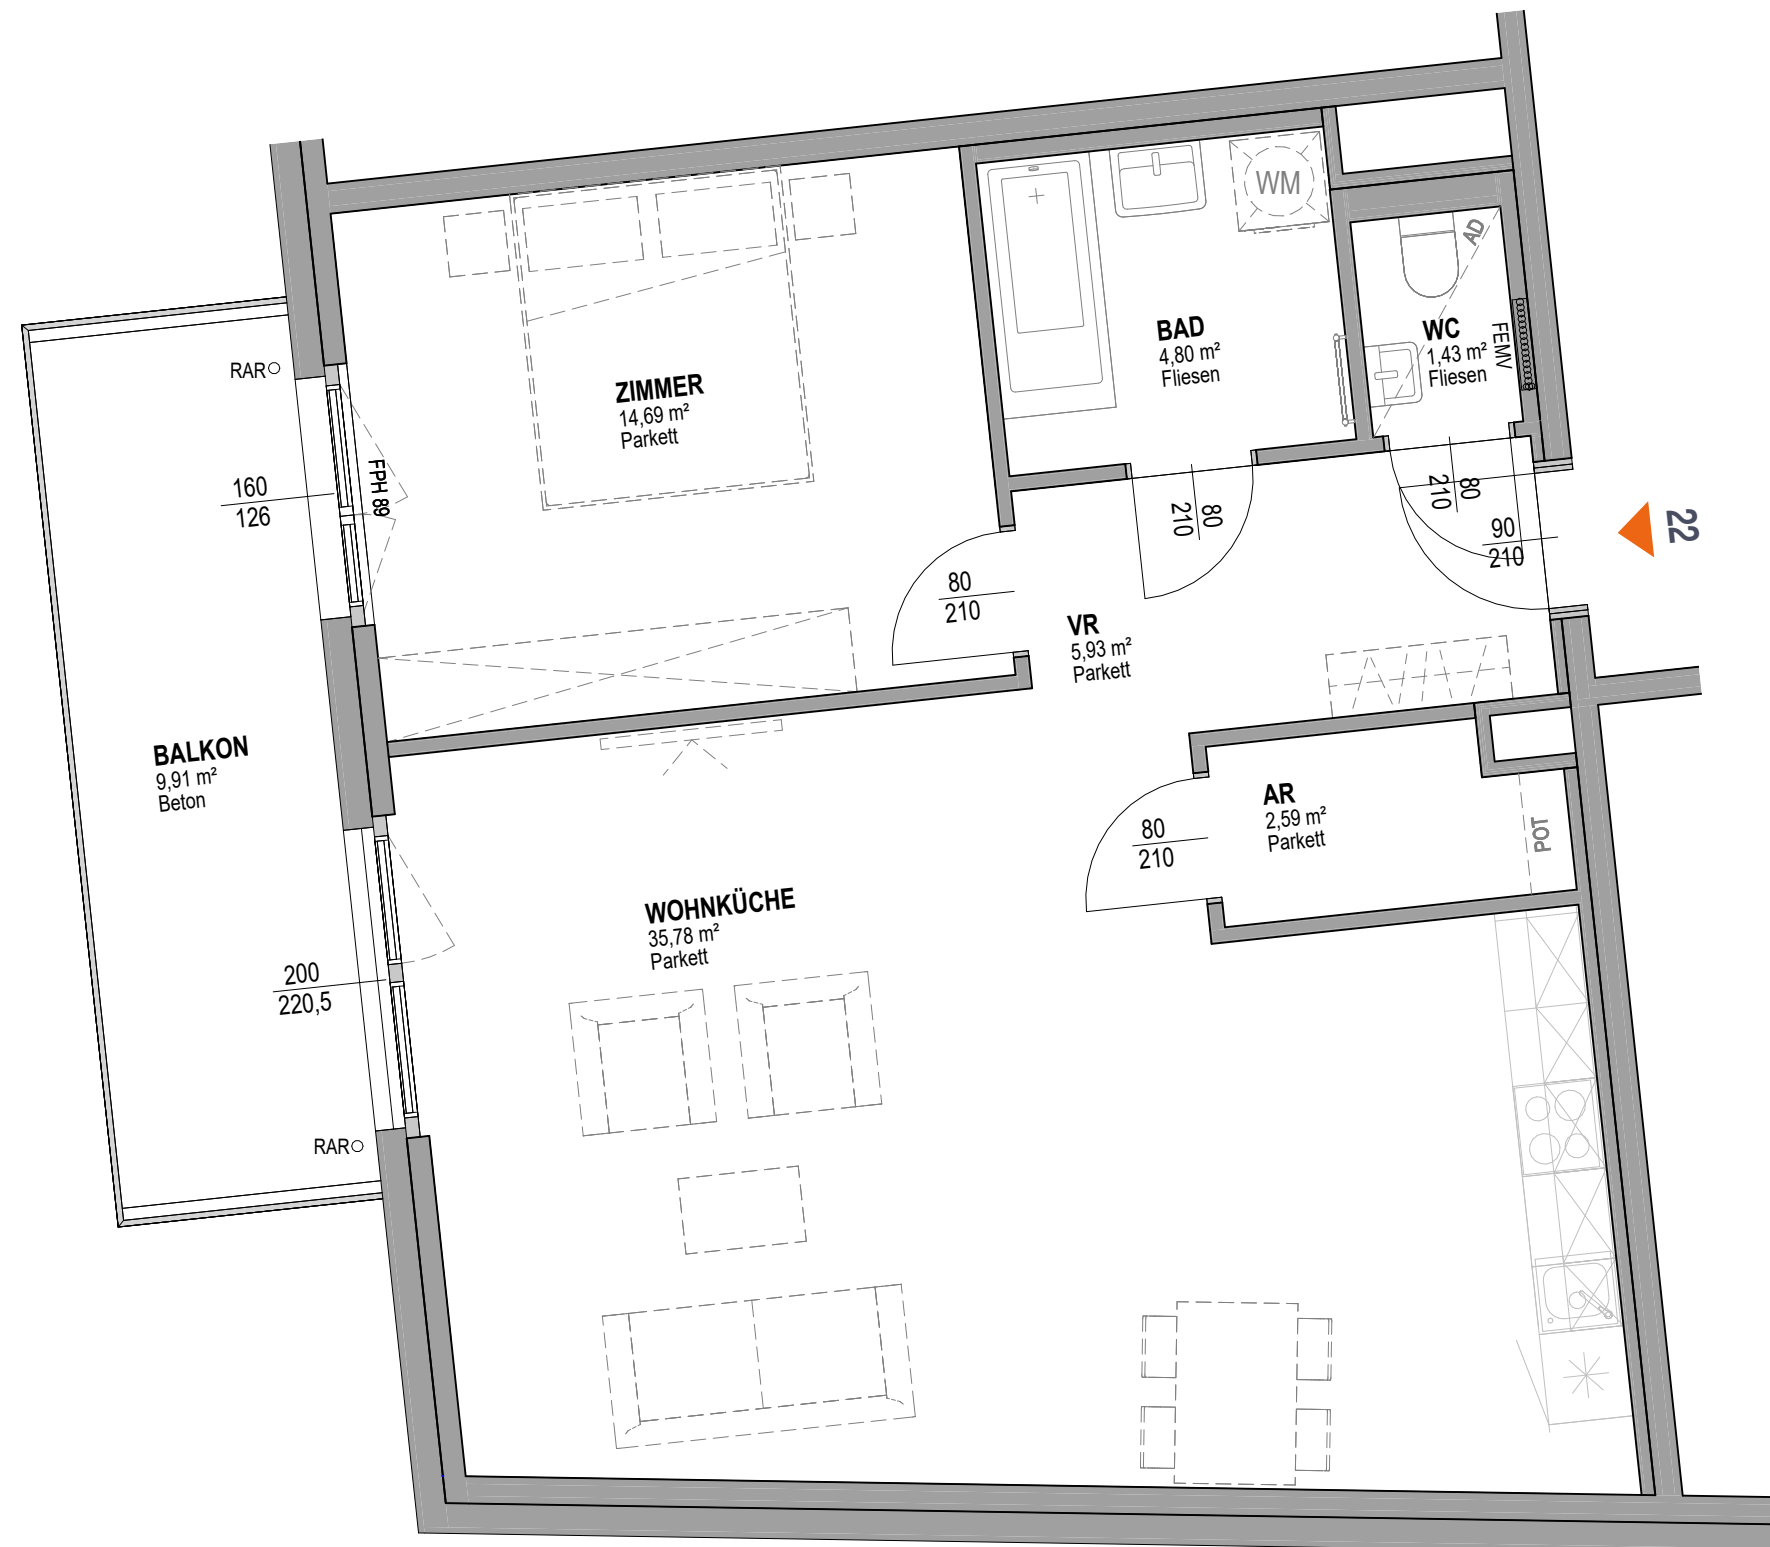 WM
AD
BAD
4,80 m²
Fliesen
WC
1,43 m²
Fliesen
FEMV
RAR
ZIMMER
14,69 m²
Parkett
FPH 89
160
126
80
210
80
210
90
210
22
80
210
VR
5,93 m²
Parkett
BALKON
9,91 m²
Beton
AR
2,59 m²
Parkett
POT
80
210
WOHNKÜCHE
35,78 m²
Parkett
200
220,5
RAR